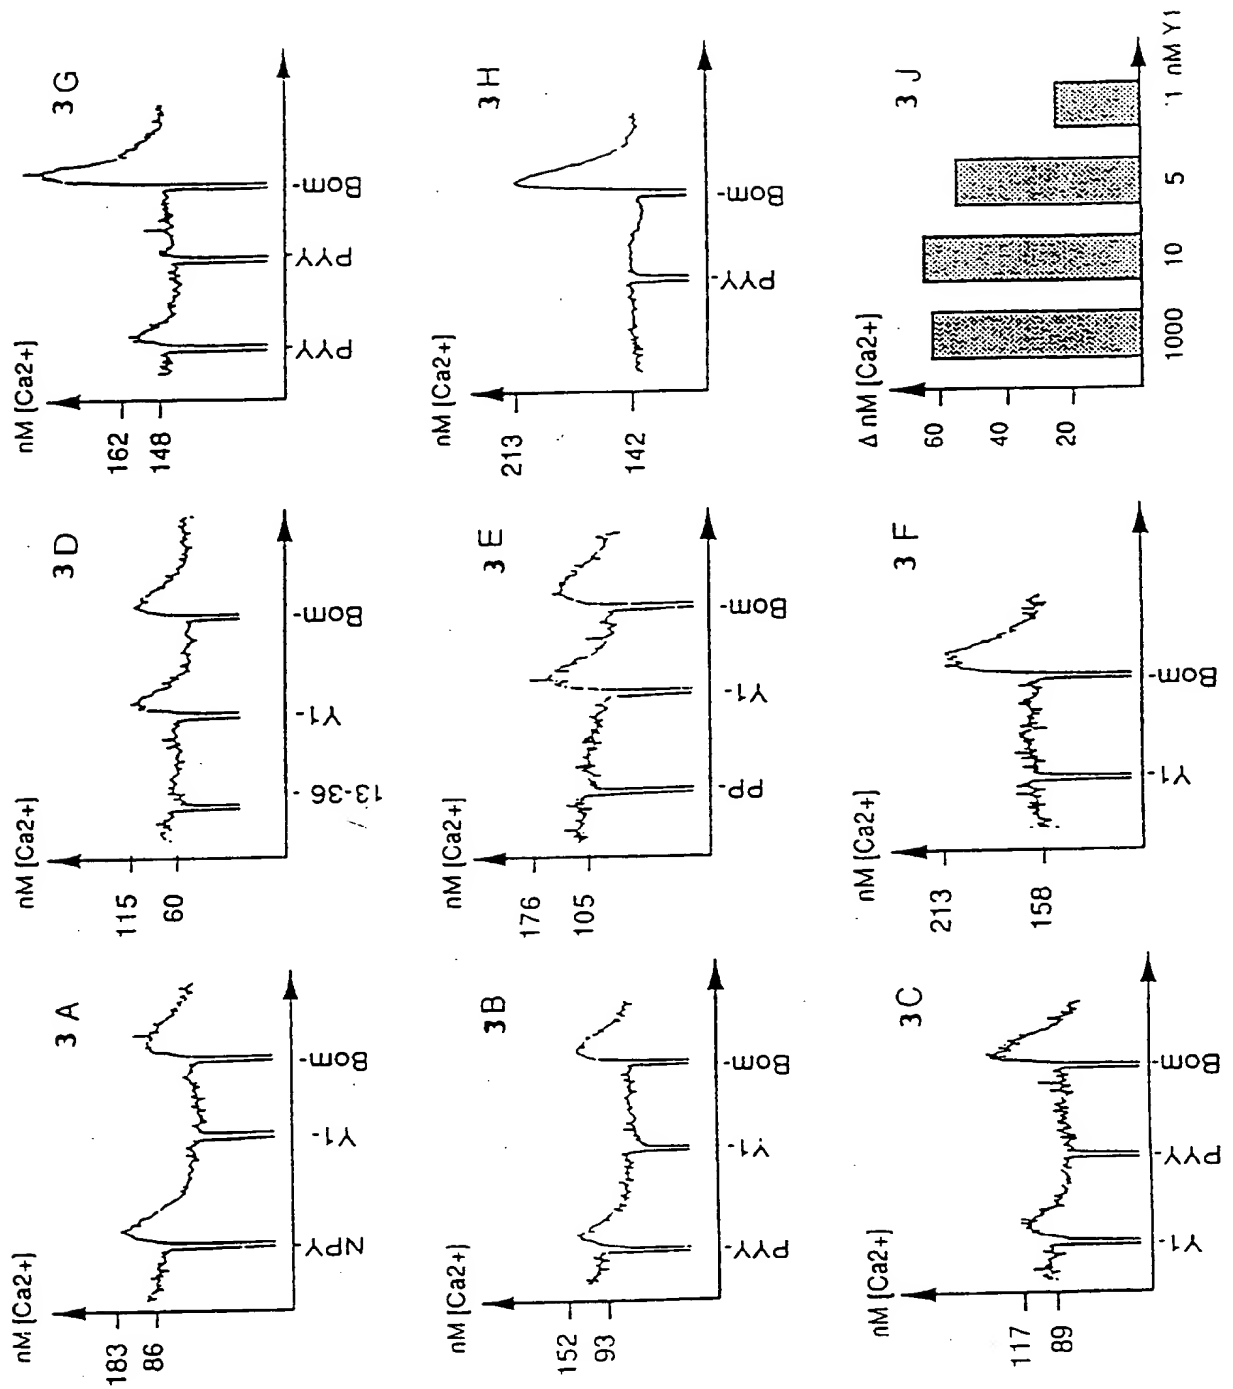 3 A
nM [Ca2+]
183
86
NPY
Y1
Bom
3 D
nM [Ca2+]
115
60
13-36
Y1
Bom
3 G
nM [Ca2+]
162
148
PYY
PYY
Bom
3 B
nM [Ca2+]
152
93
PYY
Y1
Bom
3 E
nM [Ca2+]
176
105
PP
Y1
Bom
3 H
nM [Ca2+]
213
142
PYY
Bom
3 C
nM [Ca2+]
117
89
Y1
PYY
Bom
3 F
nM [Ca2+]
213
158
Y1
Bom
3 J
Δ nM [Ca2+]
60
40
20
1000 10 5 1 nM Y1